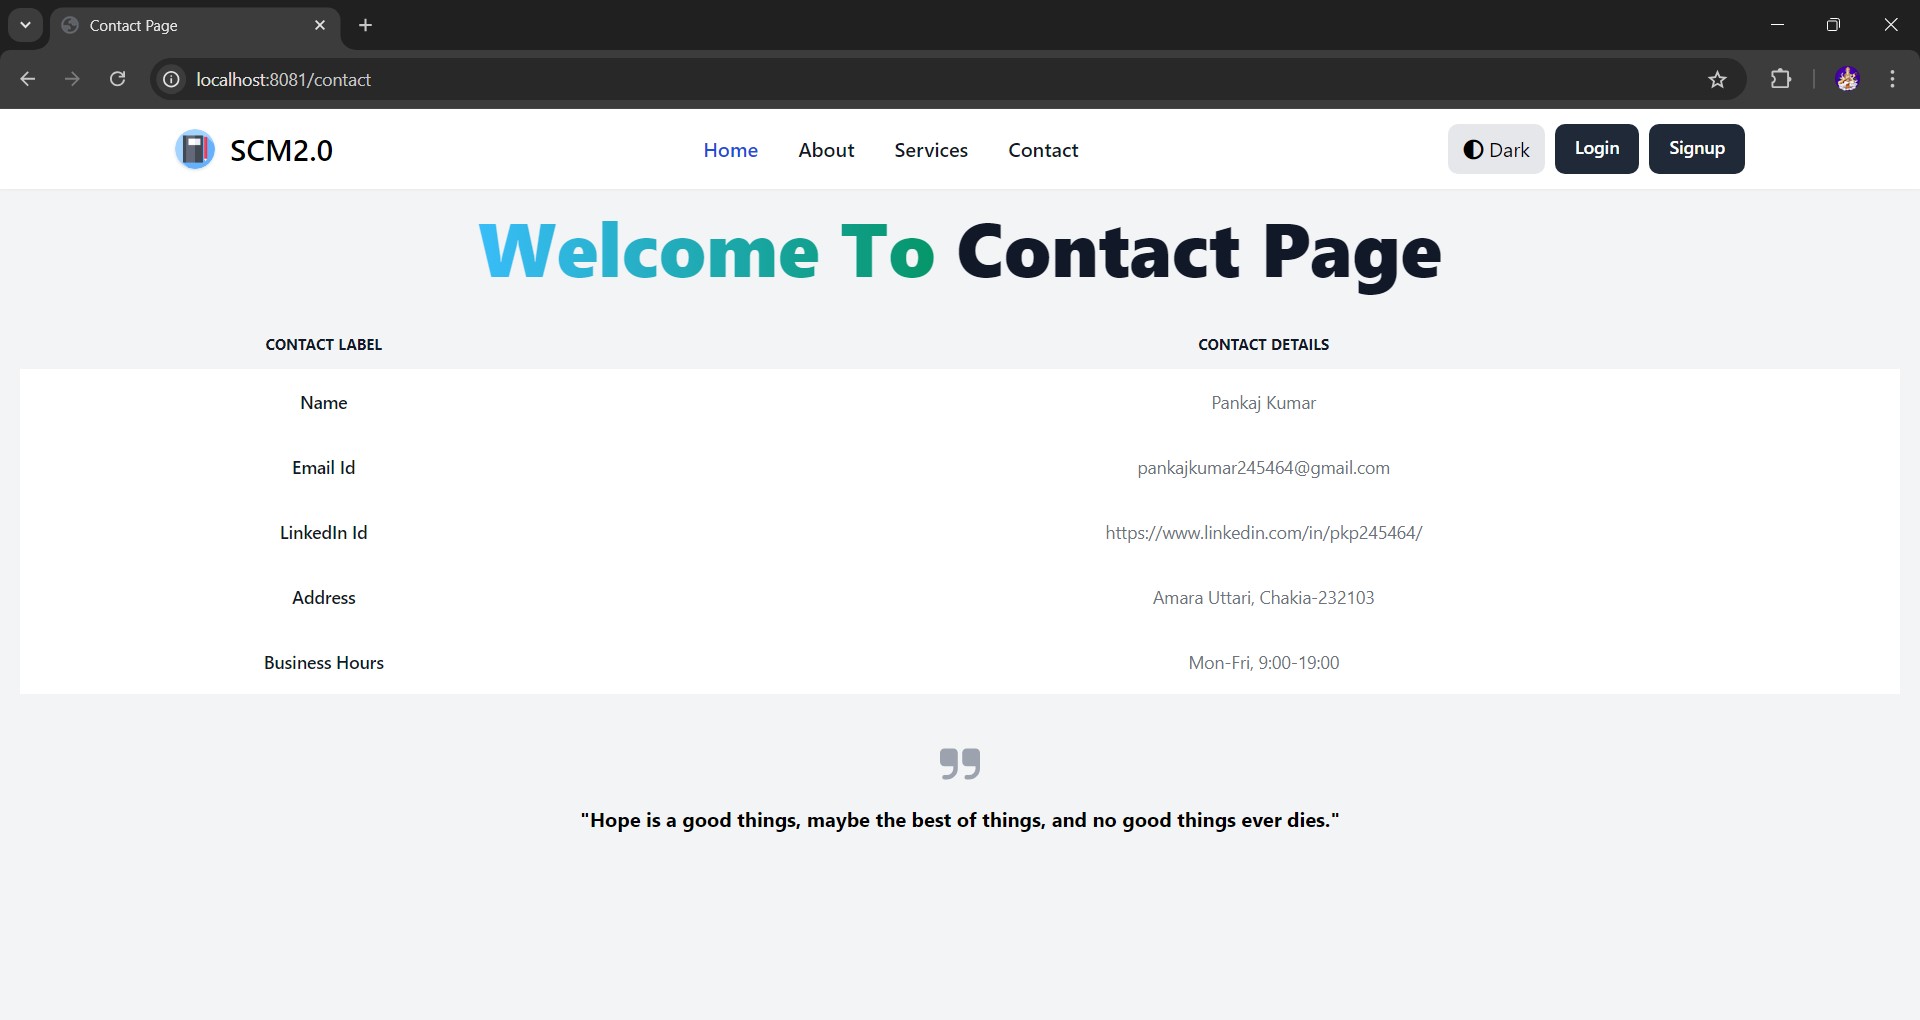 Contact Page
localhost:8081/contact
SCM2.0 Home About Services Contact Dark Login Signup
Welcome To Contact Page
CONTACT LABEL CONTACT DETAILS
Name Pankaj Kumar
Email Id pankajkumar245464@gmail.com
LinkedIn Id https://www.linkedin.com/in/pkp245464/
Address Amara Uttari, Chakia-232103
Business Hours Mon-Fri, 9:00-19:00
"Hope is a good things, maybe the best of things, and no good things ever dies."